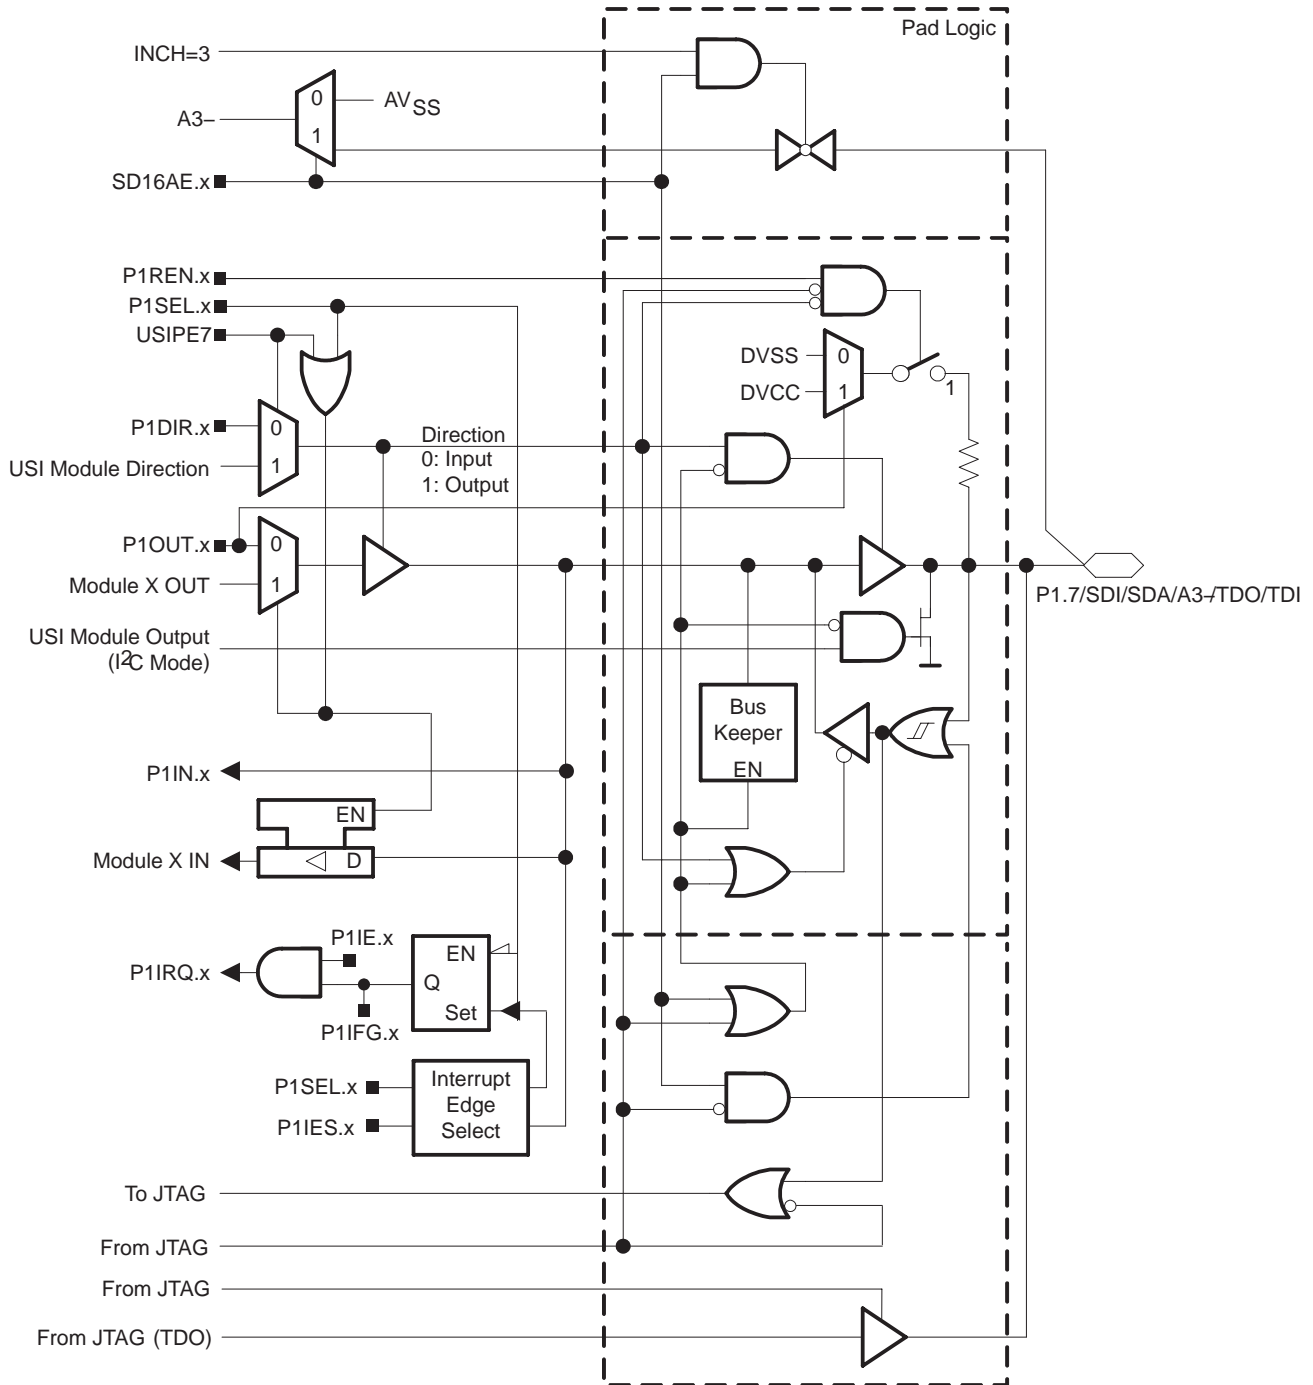 Pad Logic
INCH=3
0
AVSS
A3–
1
SD16AE.x
P1REN.x
P1SEL.x
USIPE7
DVSS
0
DVCC
1
1
P1DIR.x
0
USI Module Direction
1
Direction
0: Input
1: Output
P1OUT.x
0
Module X OUT
1
P1.7/SDI/SDA/A3–/TDO/TDI
USI Module Output
(I2C Mode)
Bus
Keeper
EN
P1IN.x
EN
Module X IN
D
P1IE.x
P1IRQ.x
EN
Q
Set
P1IFG.x
P1SEL.x
P1IES.x
Interrupt
Edge
Select
To JTAG
From JTAG
From JTAG
From JTAG (TDO)